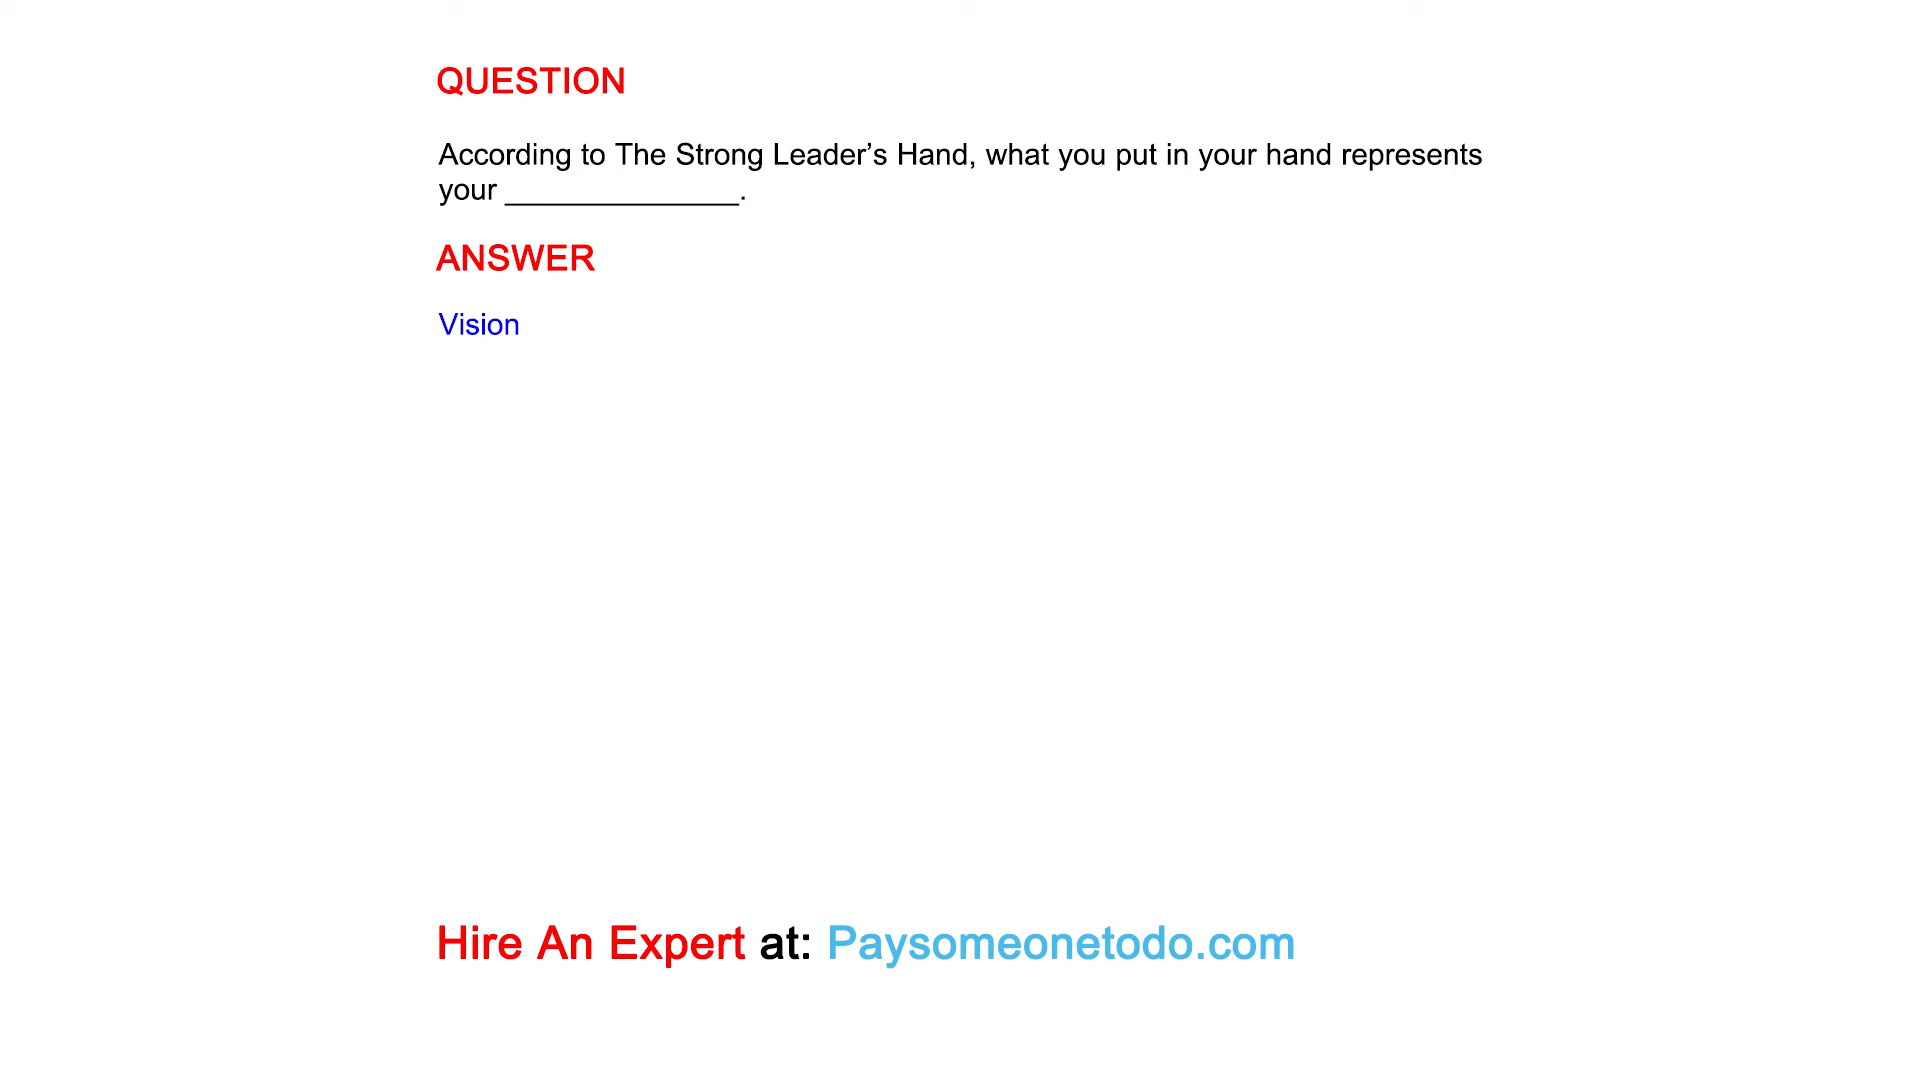 QUESTION
According to The Strong Leader’s Hand, what you put in your hand represents
your _______________.
ANSWER
Vision
Hire An Expert at: Paysomeonetodo.com